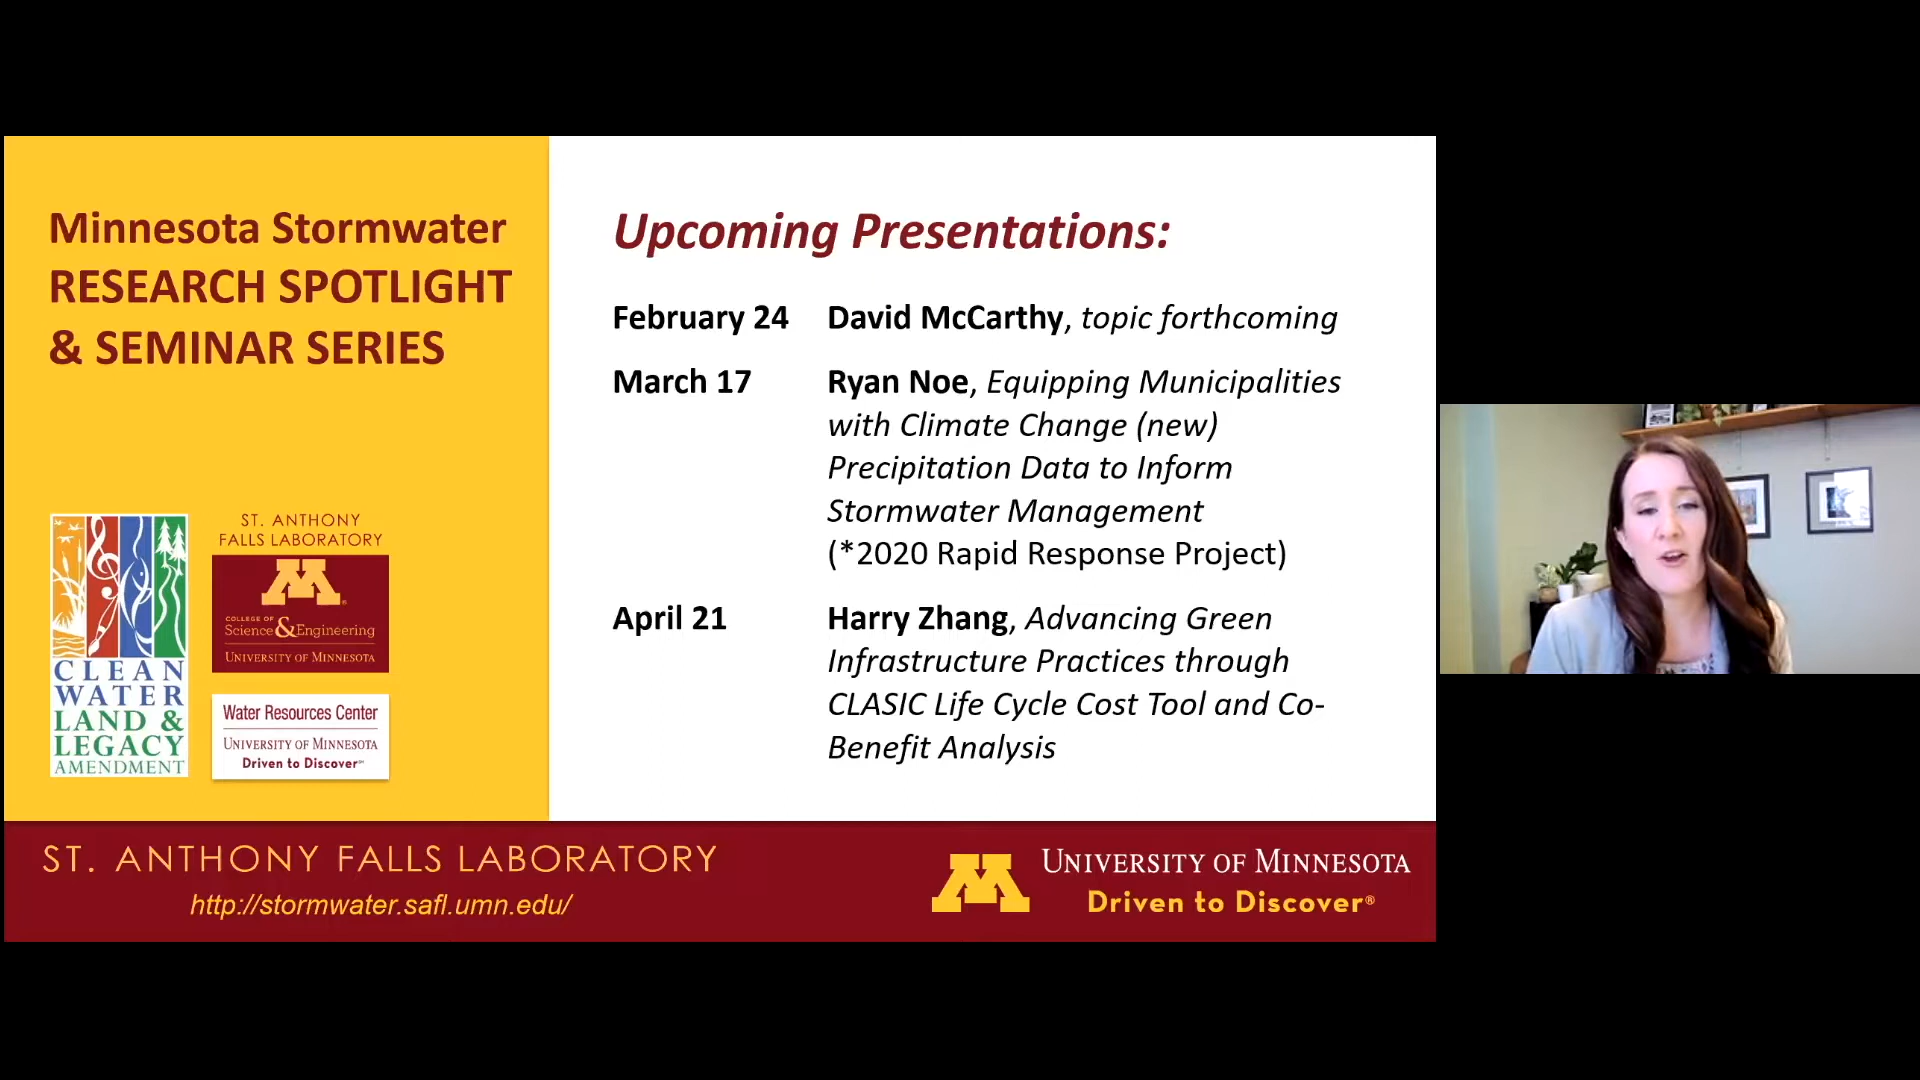 Minnesota Stormwater
RESEARCH SPOTLIGHT
& SEMINAR SERIES
ST. ANTHONY
FALLS LABORATORY
M
COLLEGE OF
Science & Engineering
UNIVERSITY OF MINNESOTA
CLEAN
WATER
LAND &
LEGACY
AMENDMENT
Water Resources Center
UNIVERSITY OF MINNESOTA
Driven to Discover℠
Upcoming Presentations:
February 24 David McCarthy, topic forthcoming
March 17 Ryan Noe, Equipping Municipalities
with Climate Change (new)
Precipitation Data to Inform
Stormwater Management
(*2020 Rapid Response Project)
April 21 Harry Zhang, Advancing Green
Infrastructure Practices through
CLASIC Life Cycle Cost Tool and Co-
Benefit Analysis
ST. ANTHONY FALLS LABORATORY
http://stormwater.safl.umn.edu/
M
UNIVERSITY OF MINNESOTA
Driven to Discover®